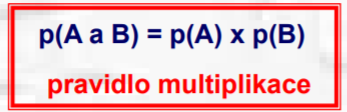 p(A a B) = p(A) x p(B)
pravidlo multiplikace